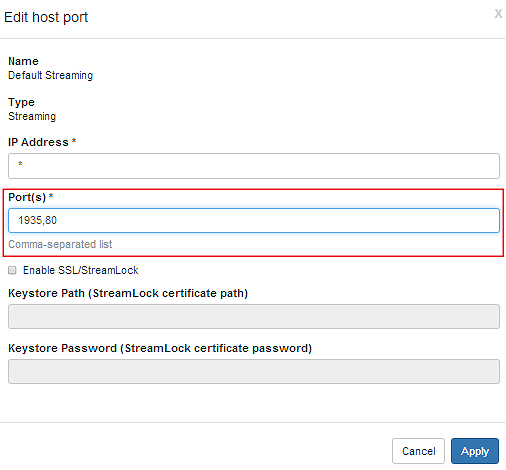 Edit host port
X
Name
Default Streaming
Type
Streaming
IP Address *
*
Port(s) *
1935,80
Comma-separated list
Enable SSL/StreamLock
Keystore Path (StreamLock certificate path)
Keystore Password (StreamLock certificate password)
Cancel
Apply